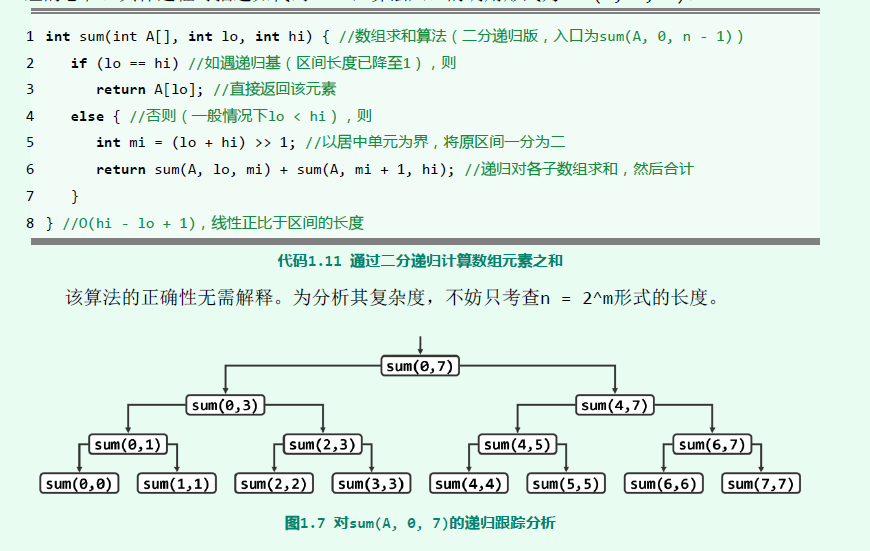 1 int sum(int A[], int lo, int hi) { //数组求和算法（二分递归版，入口为sum(A, 0, n - 1)）
2 if (lo == hi) //如遇递归基（区间长度已降至1），则
3 return A[lo]; //直接返回该元素
4 else { //否则（一般情况下lo < hi），则
5 int mi = (lo + hi) >> 1; //以居中单元为界，将原区间一分为二
6 return sum(A, lo, mi) + sum(A, mi + 1, hi); //递归对各子数组求和，然后合计
7 }
8 } //O(hi - lo + 1)，线性正比于区间的长度
代码1.11 通过二分递归计算数组元素之和
该算法的正确性无需解释。为分析其复杂度，不妨只考查n = 2^m形式的长度。
sum(0,7)
sum(0,3) sum(4,7)
sum(0,1) sum(2,3) sum(4,5) sum(6,7)
sum(0,0) sum(1,1) sum(2,2) sum(3,3) sum(4,4) sum(5,5) sum(6,6) sum(7,7)
图1.7 对sum(A, 0, 7)的递归跟踪分析